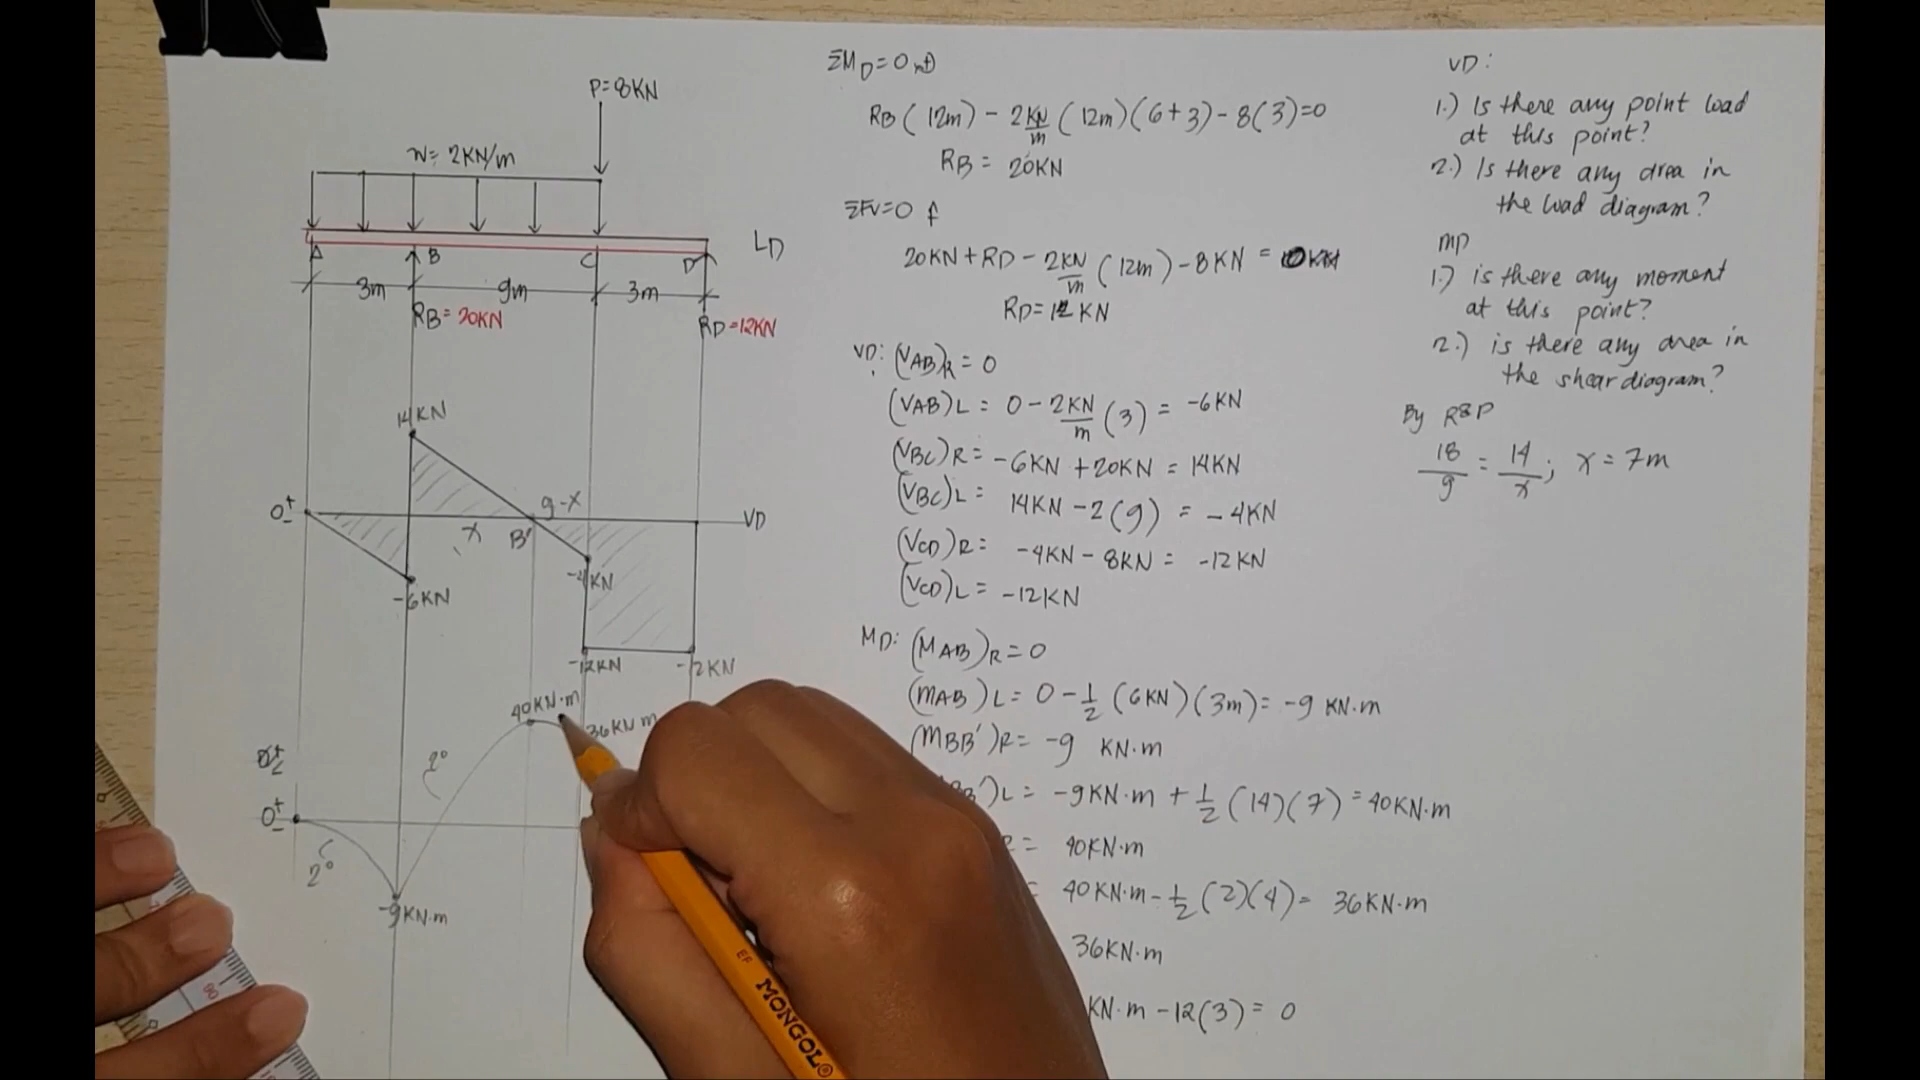 P=8KN
W= 2KN/m
A
B
C
D
LD
3m
9m
3m
RB= 20KN
RD=12KN
14KN
0±
x
B'
9-x
VD
-6KN
-4KN
-12KN
-12KN
40KN·m
36KN m
2°
0±
2°
-9KN·m
ΣMD=0
RB( 12m) - 2KN/m (12m)(6+3)-8(3)=0
RB= 20KN
ΣFV=0
20KN+RD - 2KN/m (12m) -8KN = 0
RD=12 KN
VD: (VAB)R= 0
(VAB)L = 0-2KN/m (3) = -6KN
(VBC)R= -6KN +20KN = 14KN
(VBC)L= 14KN -2(9) = -4KN
(VCD)R= -4KN-8KN= -12KN
(VCD)L= -12KN
MD: (MAB)R=0
(MAB)L= 0-1/2 (6KN)(3m)= -9 KN·m
(MBB')R= -9 KN·m
B')L= -9KN·m + 1/2 (14)(7) =40KN·m
= 40KN·m
= 40KN·m-1/2 (2)(4)= 36KN·m
36KN·m
KN·m -12(3)= 0
VD:
1.) Is there any point load
at this point?
2.) Is there any area in
the load diagram?
MD
1.) is there any moment
at this point?
2.) is there any area in
the shear diagram?
By R&P
18/9 = 14/x; x=7m
EF MONGOL®